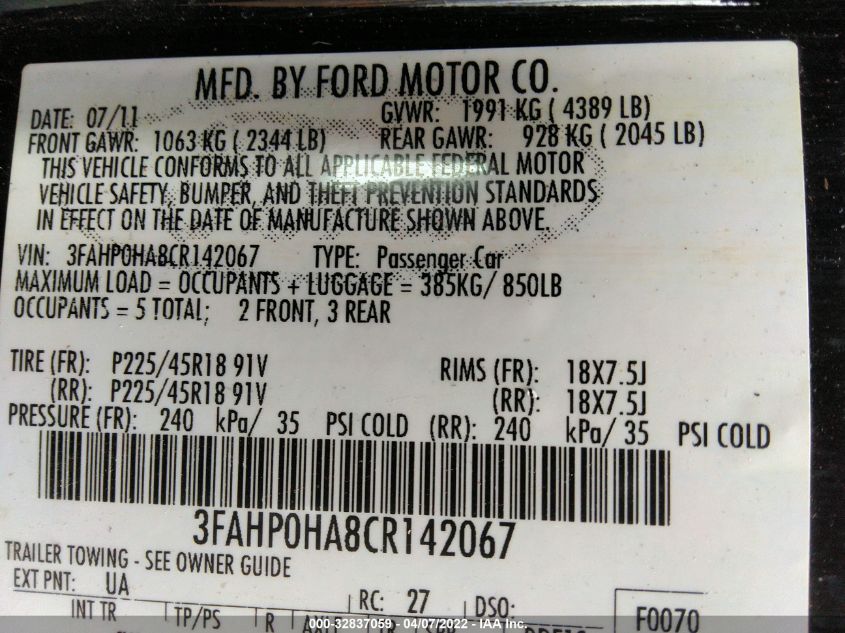 MFD. BY FORD MOTOR CO.
DATE: 07/11 GVWR: 1991 KG ( 4389 LB)
FRONT GAWR: 1063 KG ( 2344 LB) REAR GAWR: 928 KG ( 2045 LB)
THIS VEHICLE CONFORMS TO ALL APPLICABLE FEDERAL MOTOR
VEHICLE SAFETY, BUMPER, AND THEFT PREVENTION STANDARDS
IN EFFECT ON THE DATE OF MANUFACTURE SHOWN ABOVE.
VIN: 3FAHP0HA8CR142067 TYPE: Passenger Car
MAXIMUM LOAD = OCCUPANTS + LUGGAGE = 385KG/ 850LB
OCCUPANTS = 5 TOTAL; 2 FRONT, 3 REAR
TIRE (FR): P225/45R18 91V RIMS (FR): 18X7.5J
(RR): P225/45R18 91V (RR): 18X7.5J
PRESSURE (FR): 240 kPa/ 35 PSI COLD (RR): 240 kPa/ 35 PSI COLD
3FAHP0HA8CR142067
TRAILER TOWING - SEE OWNER GUIDE
EXT PNT: UA RC: 27 DSO:
INT TR TP/PS R F0070
000-32837059 - 04/07/2022 - IAA Inc.